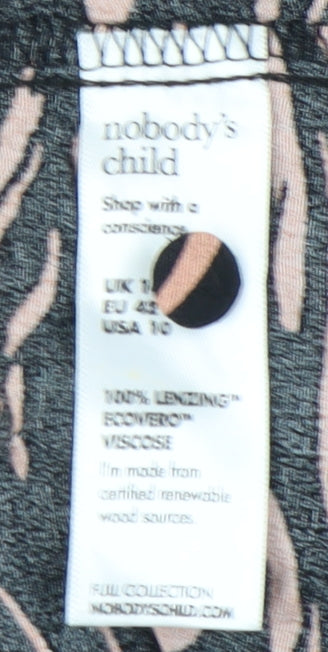 nobody's
child
Shop with a
conscience
UK 1
EU 42
USA 10
100% LENZING™
ECOVERO™
VISCOSE
I'm made from
certified renewable
wood sources
FULL COLLECTION
NOBODYSCHILD.COM